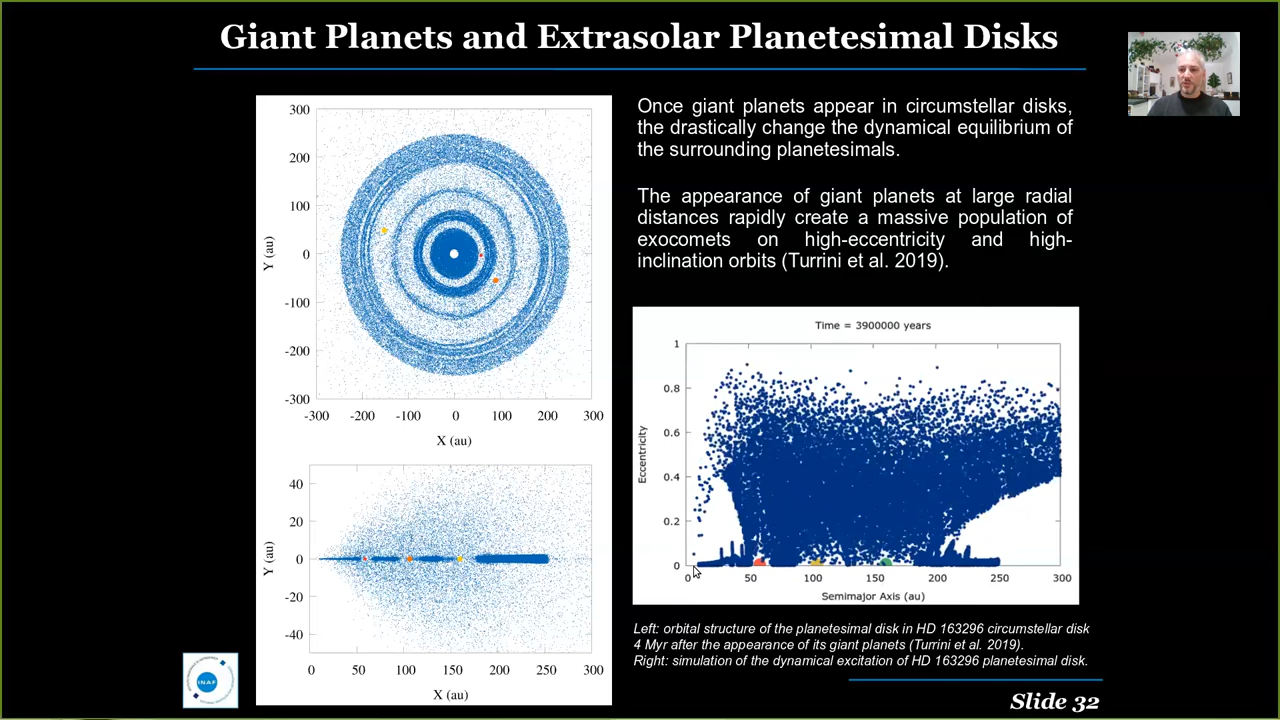 Giant Planets and Extrasolar Planetesimal Disks
300
200
100
0
-100
-200
-300
Y (au)
-300 -200 -100 0 100 200 300
X (au)
40
20
0
-20
-40
Y (au)
0 50 100 150 200 250 300
X (au)
INAF
Once giant planets appear in circumstellar disks,
the drastically change the dynamical equilibrium of
the surrounding planetesimals.
The appearance of giant planets at large radial
distances rapidly create a massive population of
exocomets on high-eccentricity and high-
inclination orbits (Turrini et al. 2019).
Time = 3900000 years
1
0.8
0.6
0.4
0.2
0
Eccentricity
0 50 100 150 200 250 300
Semimajor Axis (au)
Left: orbital structure of the planetesimal disk in HD 163296 circumstellar disk
4 Myr after the appearance of its giant planets (Turrini et al. 2019).
Right: simulation of the dynamical excitation of HD 163296 planetesimal disk.
Slide 32